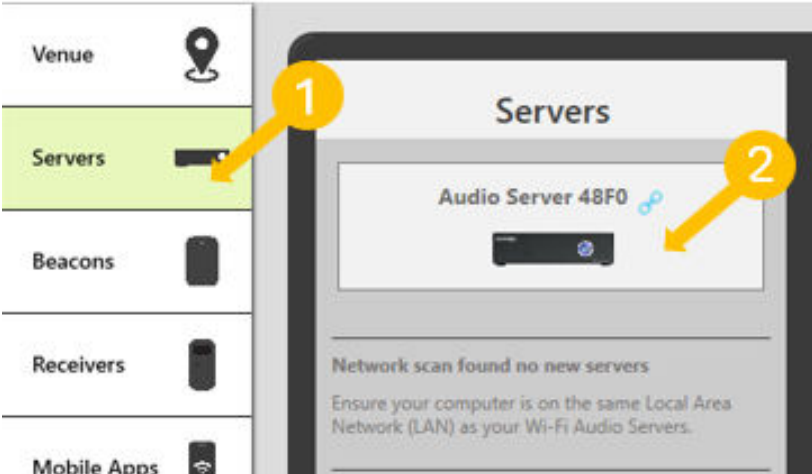 Venue
1
Servers
Servers
2
Audio Server 48F0
Beacons
Receivers
Network scan found no new servers
Ensure your computer is on the same Local Area
Network (LAN) as your Wi-Fi Audio Servers.
Mobile Apps